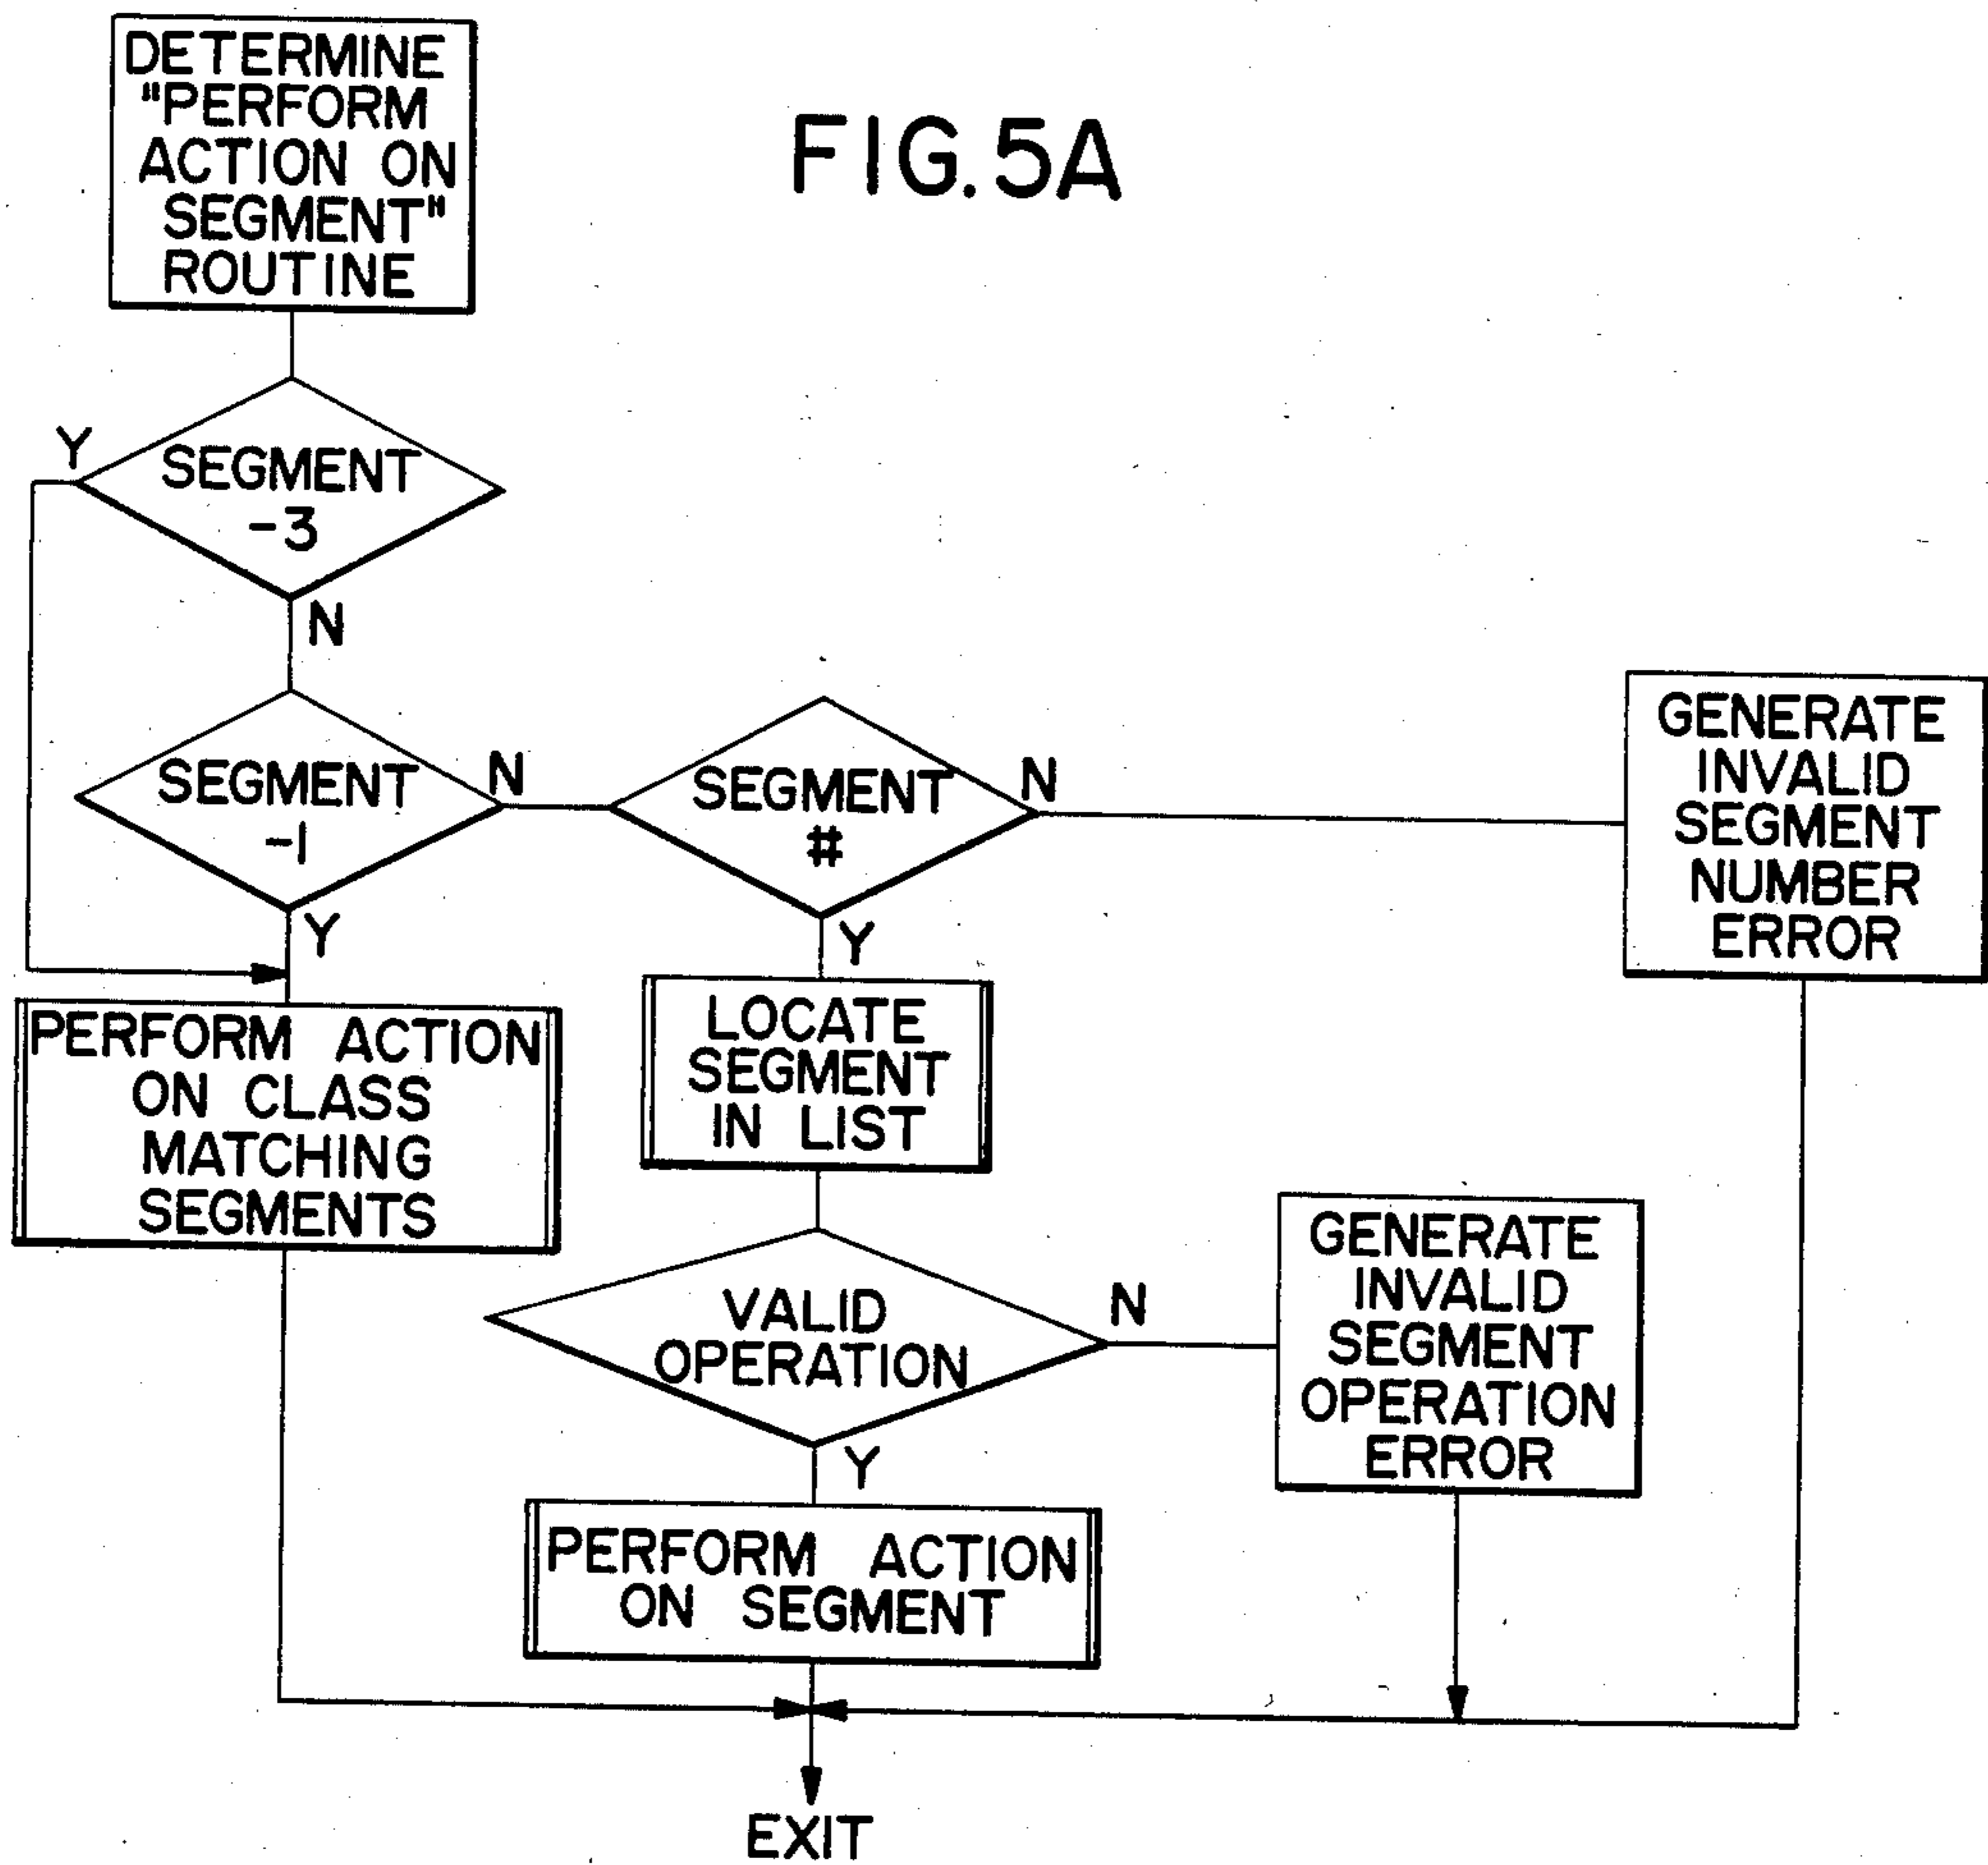 DETERMINE
"PERFORM
ACTION ON
SEGMENT"
ROUTINE
FIG.5A
Y
SEGMENT
-3
N
SEGMENT
-1
N
Y
SEGMENT
#
N
Y
GENERATE
INVALID
SEGMENT
NUMBER
ERROR
PERFORM ACTION
ON CLASS
MATCHING
SEGMENTS
LOCATE
SEGMENT
IN LIST
VALID
OPERATION
N
Y
GENERATE
INVALID
SEGMENT
OPERATION
ERROR
PERFORM ACTION
ON SEGMENT
EXIT